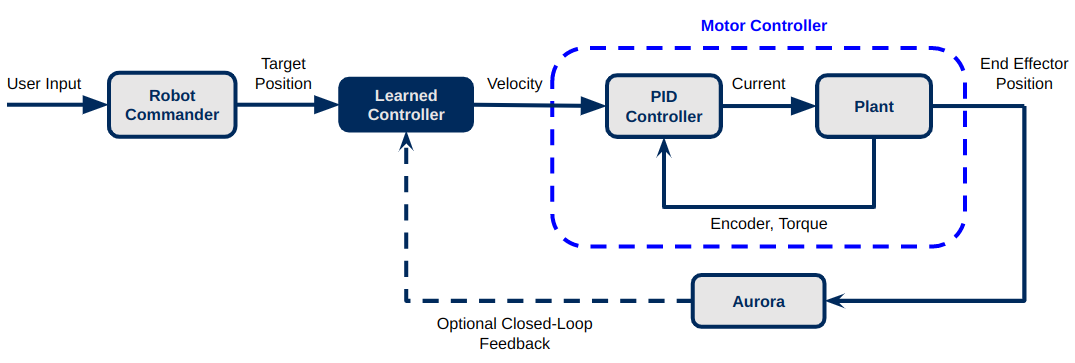 Motor Controller
User Input
Robot
Commander
Target
Position
Learned
Controller
Velocity
PID
Controller
Current
Plant
End Effector
Position
Encoder, Torque
Aurora
Optional Closed-Loop
Feedback